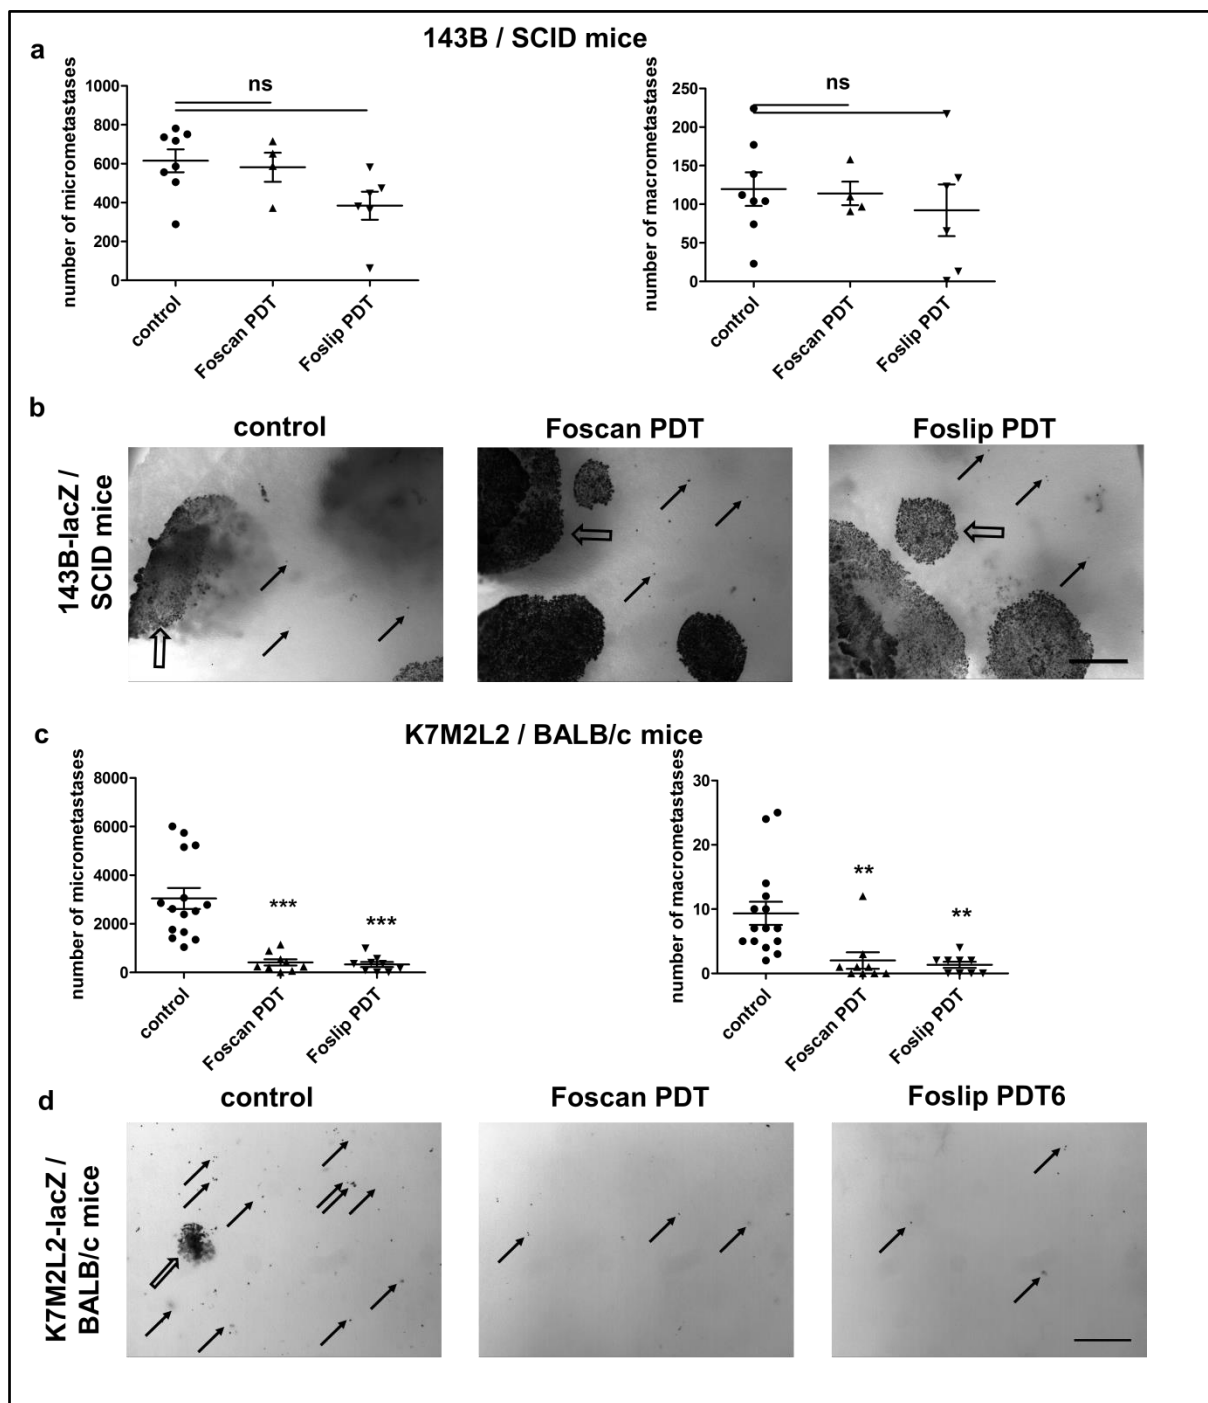 a
143B / SCID mice
number of micrometastases
1000
800
600
400
200
0
ns
control
Foscan PDT
Foslip PDT
number of macrometastases
250
200
150
100
50
0
ns
control
Foscan PDT
Foslip PDT
b
143B-lacZ /
SCID mice
control
Foscan PDT
Foslip PDT
c
K7M2L2 / BALB/c mice
number of micrometastases
8000
6000
4000
2000
0
***
***
control
Foscan PDT
Foslip PDT
number of macrometastases
30
20
10
0
**
**
control
Foscan PDT
Foslip PDT
d
K7M2L2-lacZ /
BALB/c mice
control
Foscan PDT
Foslip PDT6